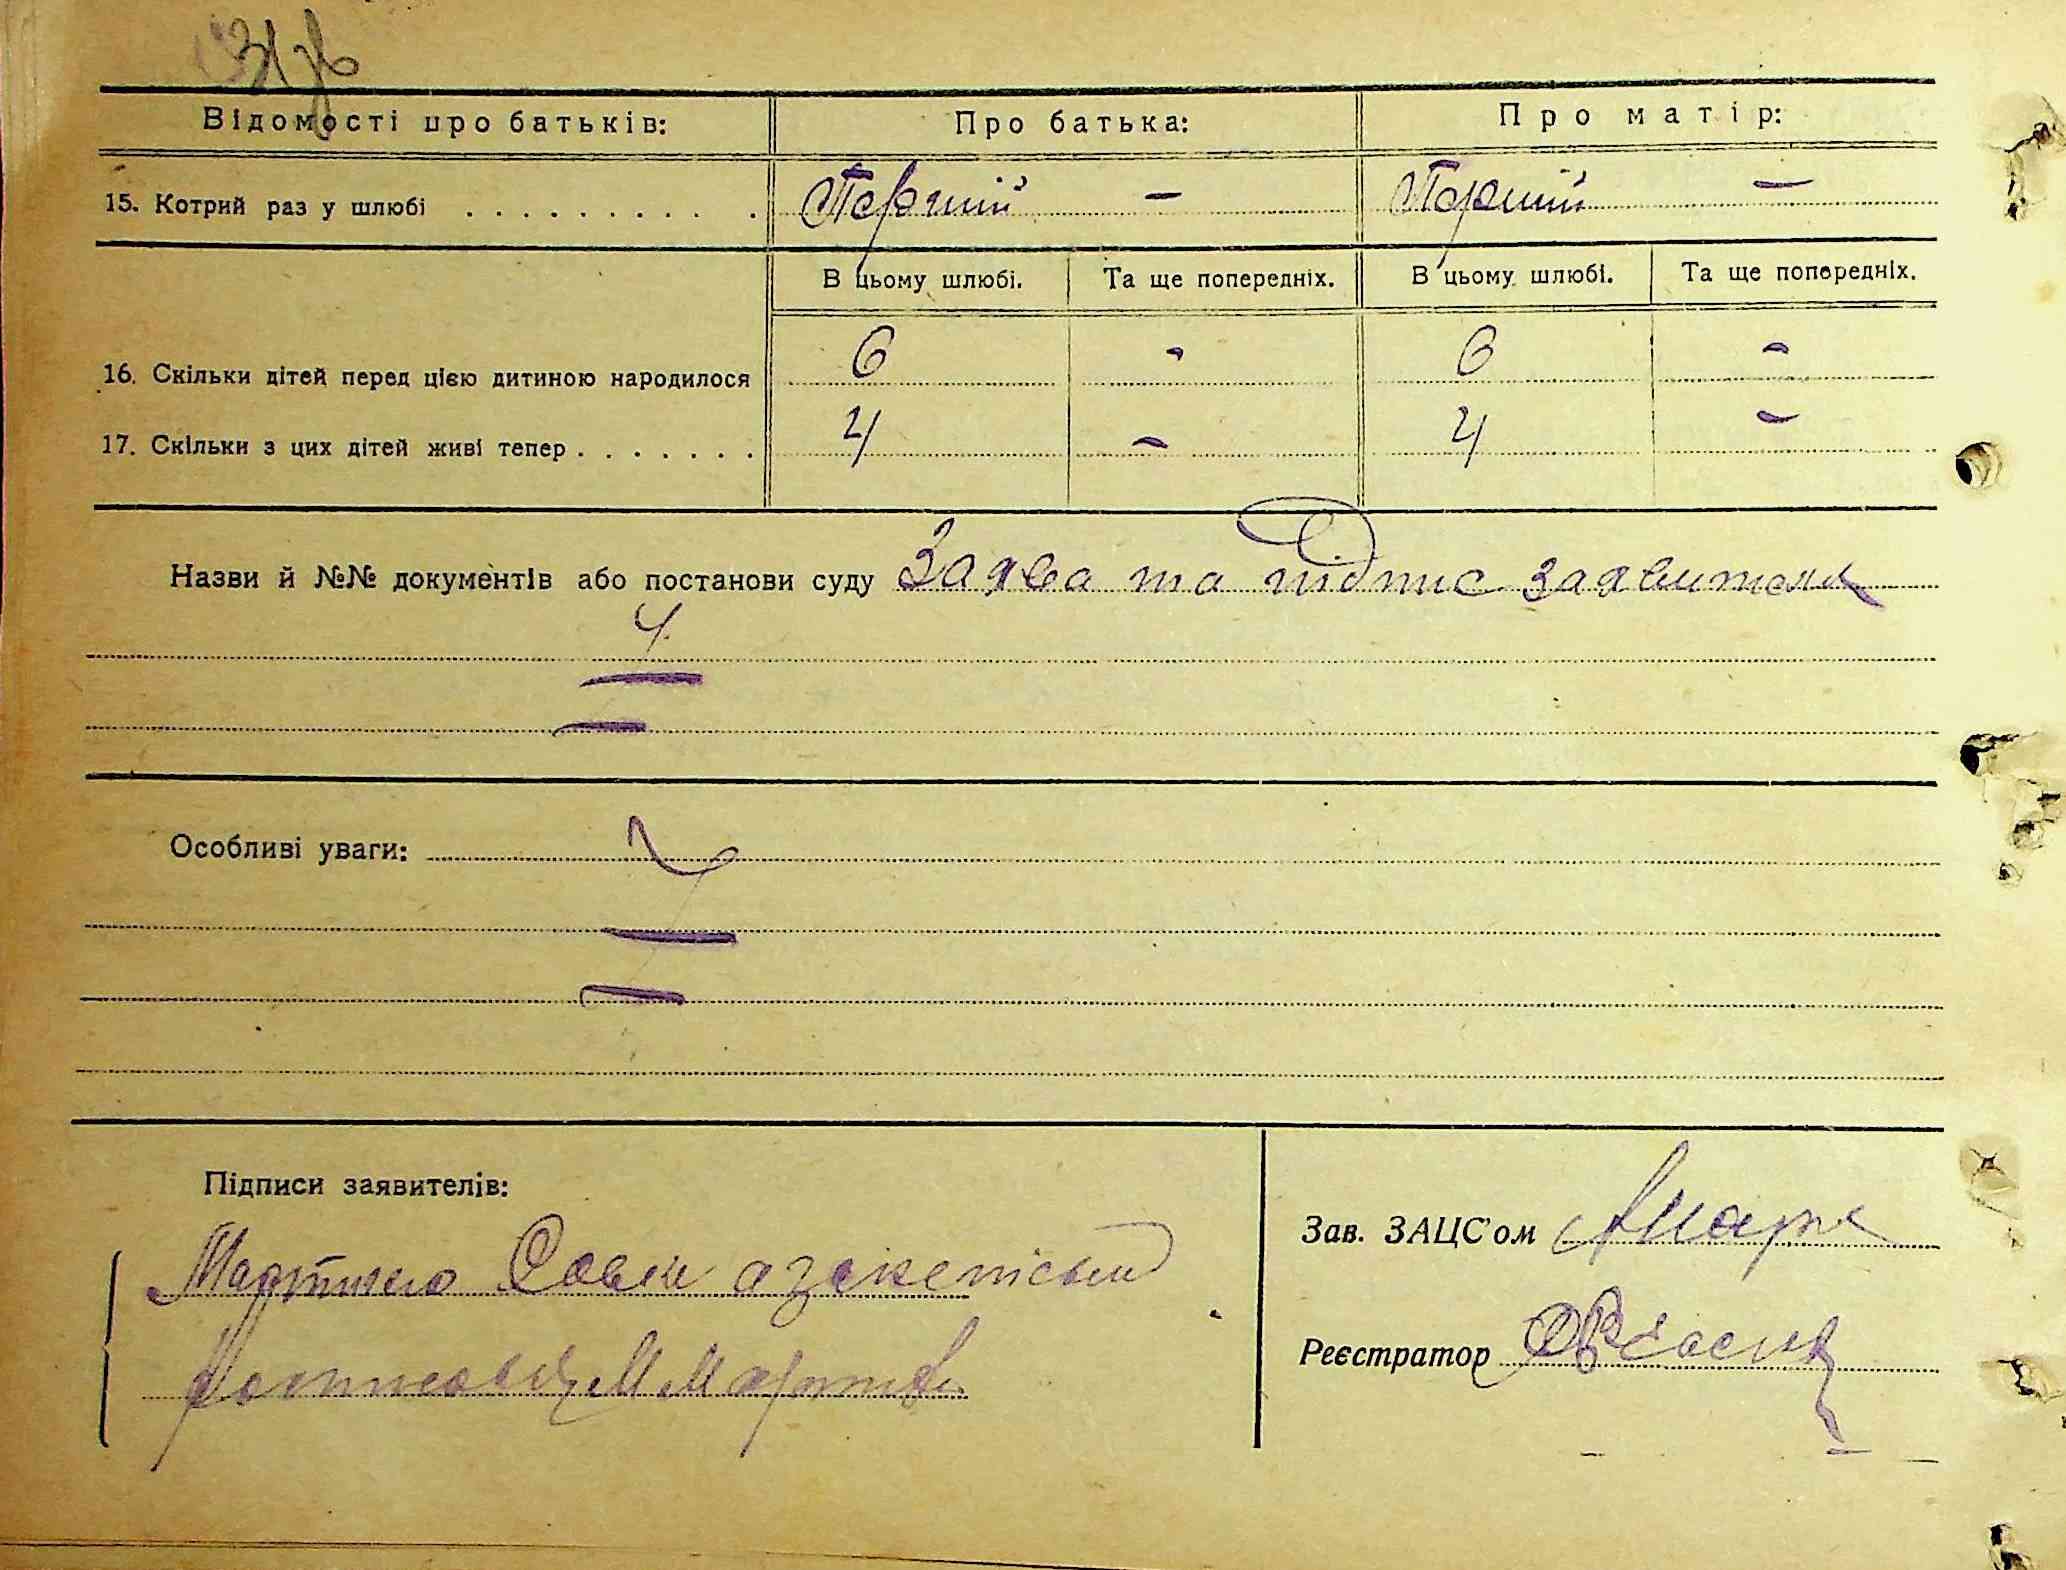 31 зв
Відомості про батьків: Про батька: Про матір:
15. Котрий раз у шлюбі . . . . . . . . . . Перший — Перший —
В цьому шлюбі. Та ще попередніх. В цьому шлюбі. Та ще попередніх.
16. Скільки дітей перед цією дитиною народилося 6 - 6 -
17. Скільки з цих дітей живі тепер . . . . . . . 4 - 4 -
Назви й №№ документів або постанови суду Заява та підпис заявителя
Особливі уваги:
Підписи заявителів:
Зав. ЗАЦС'ом
Реєстратор